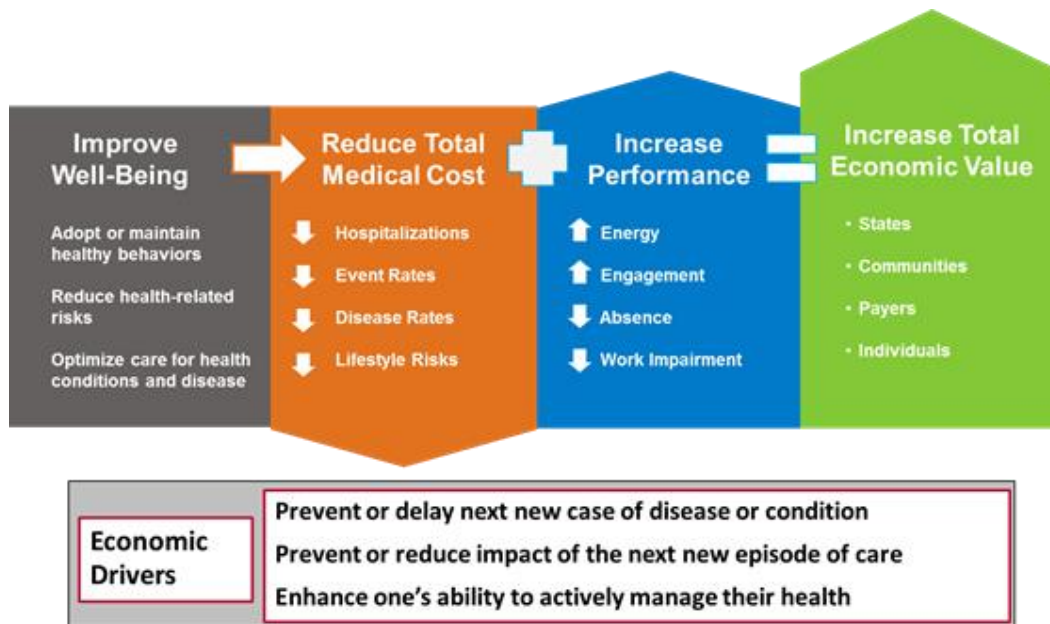 Improve
Well-Being
Adopt or maintain
healthy behaviors
Reduce health-related
risks
Optimize care for health
conditions and disease
Reduce Total
Medical Cost
Hospitalizations
Event Rates
Disease Rates
Lifestyle Risks
Increase
Performance
Energy
Engagement
Absence
Work Impairment
Increase Total
Economic Value
• States
• Communities
• Payers
• Individuals
Economic
Drivers
Prevent or delay next new case of disease or condition
Prevent or reduce impact of the next new episode of care
Enhance one's ability to actively manage their health